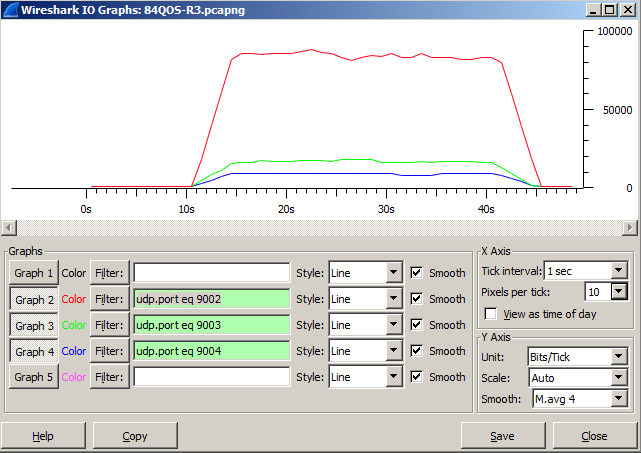 Wireshark IO Graphs: 84QOS-R3.pcapng
100000
50000
0
0s 10s 20s 30s 40s
Graphs
Graph 1 Color Filter: Style: Line Smooth
Graph 2 Color Filter: udp.port eq 9002 Style: Line Smooth
Graph 3 Color Filter: udp.port eq 9003 Style: Line Smooth
Graph 4 Color Filter: udp.port eq 9004 Style: Line Smooth
Graph 5 Color Filter: Style: Line Smooth
X Axis
Tick interval: 1 sec
Pixels per tick: 10
View as time of day
Y Axis
Unit: Bits/Tick
Scale: Auto
Smooth: M.avg 4
Help Copy Save Close